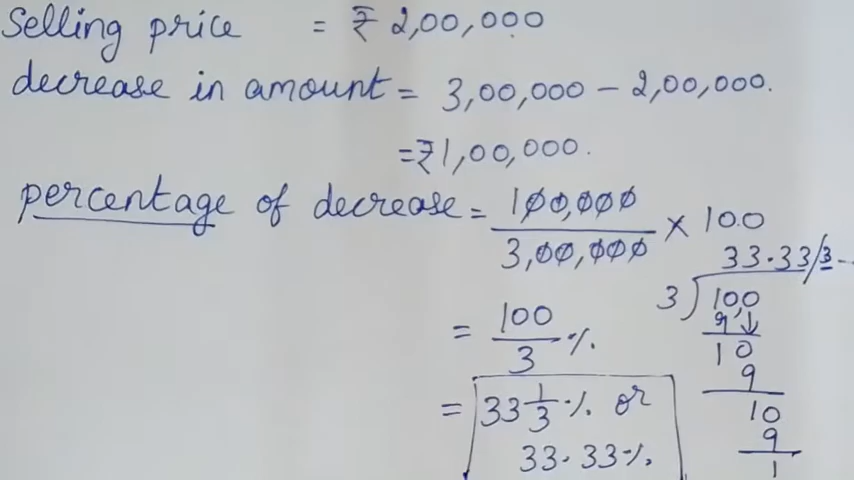 Selling price = ₹ 2,00,000
decrease in amount = 3,00,000 - 2,00,000.
= ₹1,00,000.
percentage of decrease = 100,000 / 3,00,000 × 100
33.33/3--
3 ) 100
= 100 / 3 %.
9↓
10
9
= 33 1/3 % or
10
9
33.33%.
1